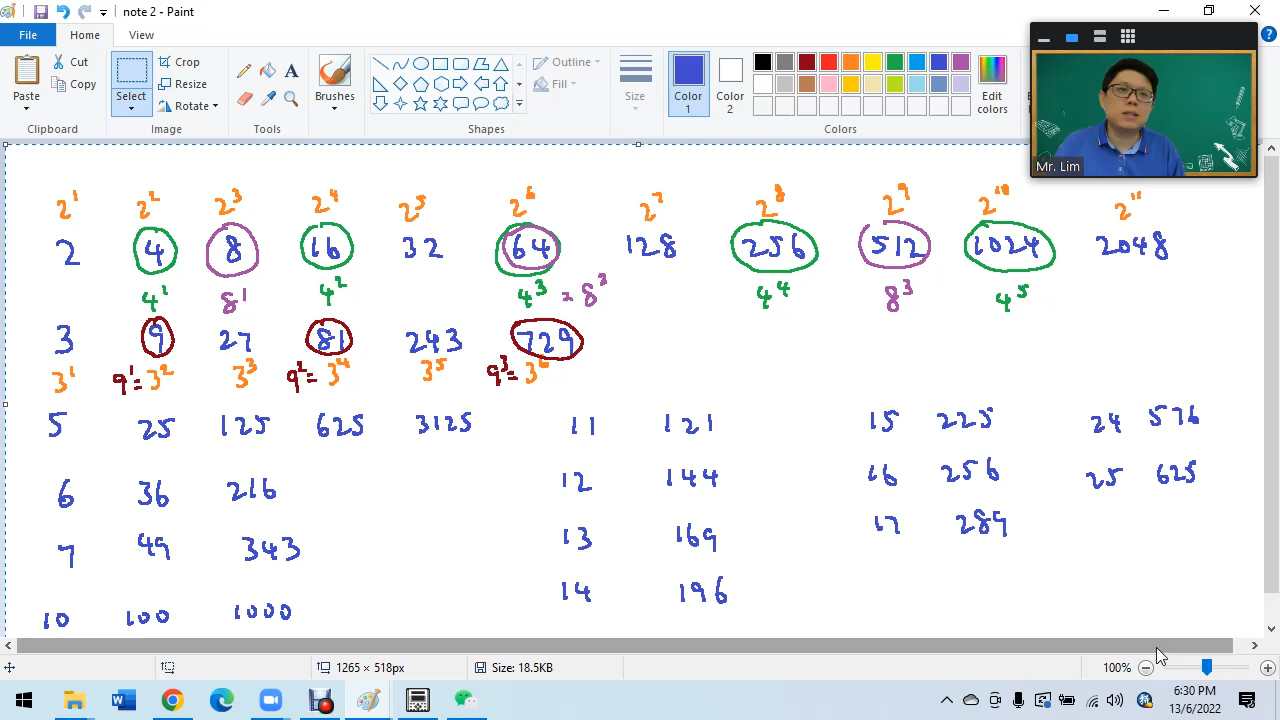 note 2 - Paint
File Home View
Paste Cut Copy
Select Crop Resize Rotate
Brushes
Outline Fill
Size
Color 1 Color 2
Edit colors
Clipboard Image Tools Shapes Colors
Mr. Lim
2¹ 2² 2³ 2⁴ 2⁵ 2⁶ 2⁷ 2⁸ 2⁹ 2¹⁰ 2¹¹
2 4 8 16 32 64 128 256 512 1024 2048
4¹ 8¹ 4² 4³ = 8² 4⁴ 8³ 4⁵
3 9 27 81 243 729
3¹ 9¹ = 3² 3³ 9² = 3⁴ 3⁵ 9³ = 3⁶
5 25 125 625 3125 11 121 15 225 24 576
6 36 216 12 144 16 256 25 625
7 49 343 13 169 17 289
10 100 1000 14 196
1265 × 518px Size: 18.5KB 100%
6:30 PM
13/6/2022